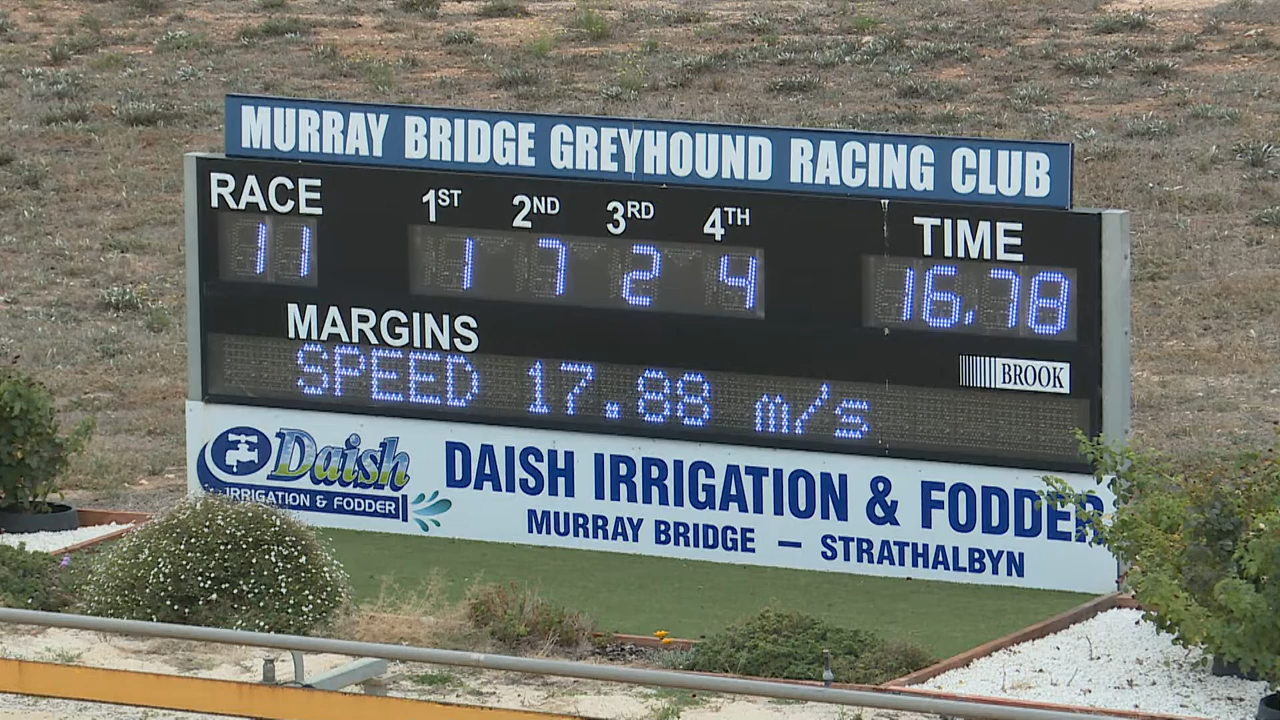 MURRAY BRIDGE GREYHOUND RACING CLUB
RACE 1ST 2ND 3RD 4TH TIME
11 1 7 2 4 16.78
MARGINS
BROOK
SPEED 17.88 m/s
Daish
IRRIGATION & FODDER
DAISH IRRIGATION & FODDER
MURRAY BRIDGE – STRATHALBYN